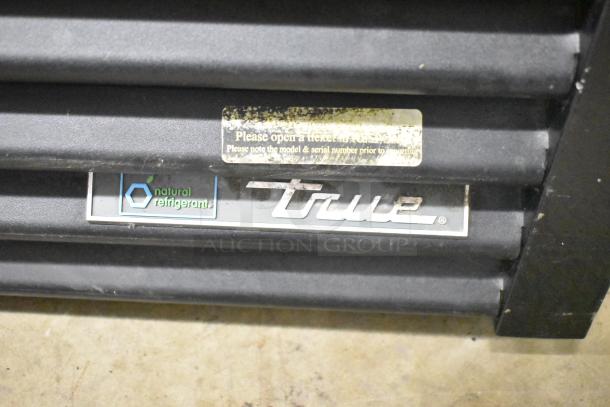 Please open a ticket
Please note the model & serial number prior to
natural
refrigerant
true®
AUCTION GROUP